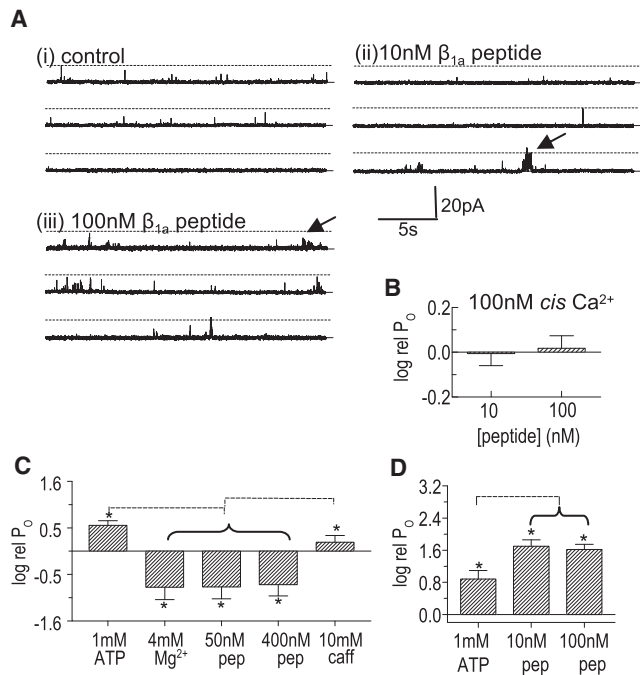 A
(i) control
(ii)10nM β1a peptide
20pA
5s
(iii) 100nM β1a peptide
B
100nM cis Ca2+
log rel PO
0.2
0.0
-0.2
10 100
[peptide] (nM)
C
log rel PO
1.6
0.5
-0.5
-1.6
* * * * *
1mM ATP
4mM Mg2+
50nM pep
400nM pep
10mM caff
D
log rel PO
3.2
2.4
1.6
0.8
0.0
* * *
1mM ATP
10nM pep
100nM pep